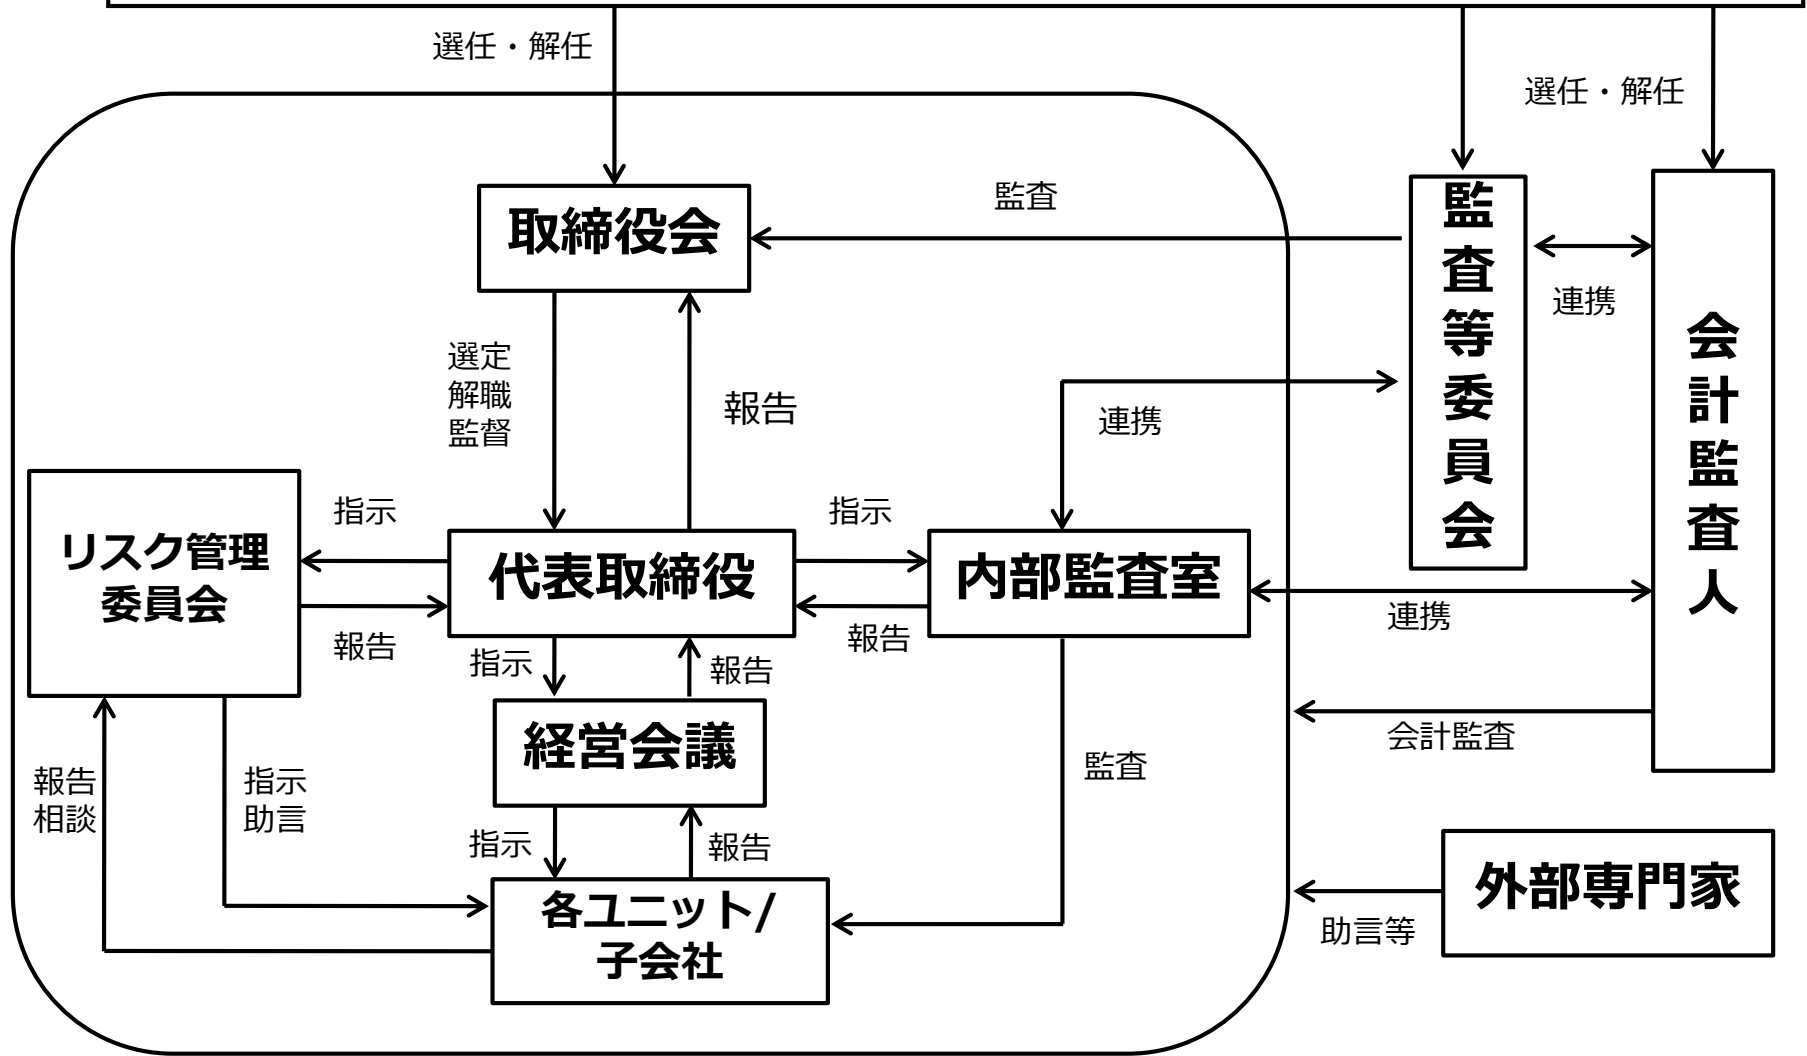 選任・解任
選任・解任
取締役会
監査
監査等委員会
連携
会計監査人
選定
解職
監督
報告
連携
リスク管理
委員会
指示
報告
代表取締役
指示
報告
内部監査室
連携
指示
報告
経営会議
会計監査
監査
報告
相談
指示
助言
指示
報告
各ユニット/
子会社
外部専門家
助言等